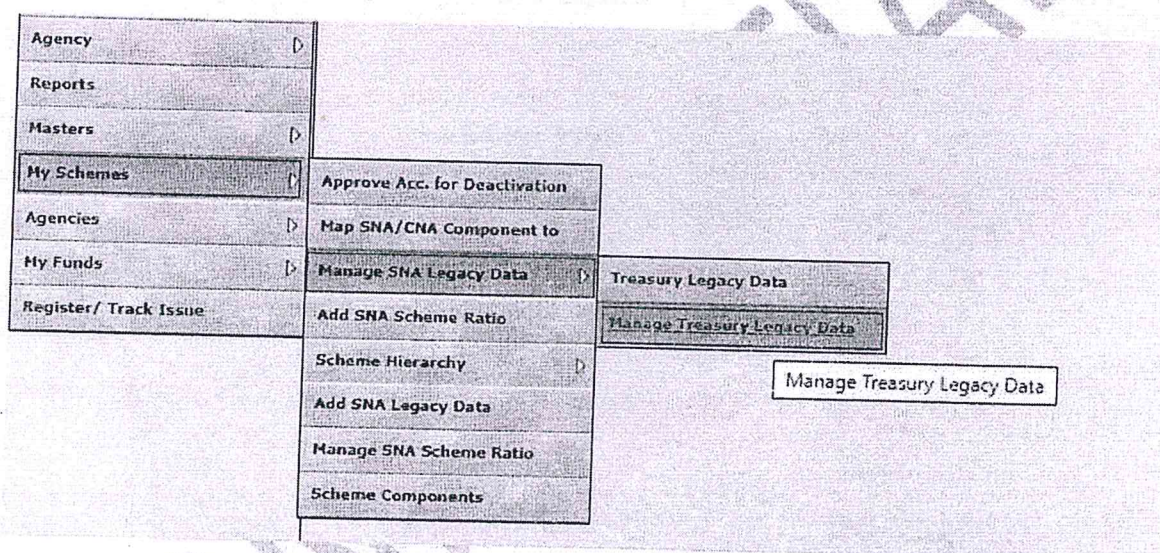 Agency
Reports
Masters
My Schemes
Agencies
My Funds
Register/ Track Issue
Approve Acc. for Deactivation
Map SNA/CNA Component to
Manage SNA Legacy Data
Add SNA Scheme Ratio
Scheme Hierarchy
Add SNA Legacy Data
Manage SNA Scheme Ratio
Scheme Components
Treasury Legacy Data
Manage Treasury Legacy Data
Manage Treasury Legacy Data